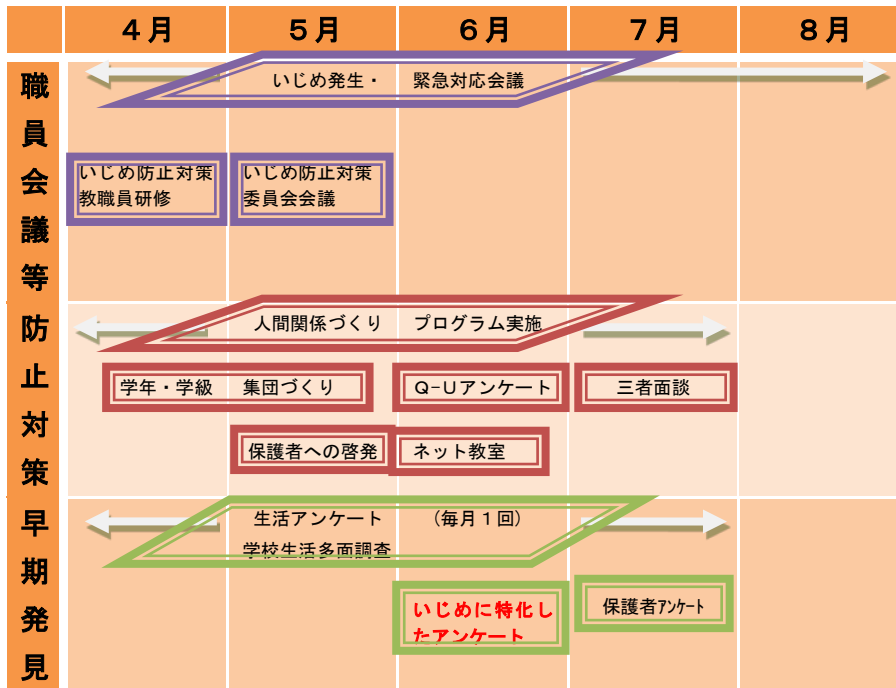 ４月 ５月 ６月 ７月 ８月
職員会議等
いじめ発生・ 緊急対応会議
いじめ防止対策
教職員研修
いじめ防止対策
委員会会議
防止対策
人間関係づくり プログラム実施
学年・学級 集団づくり
Ｑ−Ｕアンケート
三者面談
保護者への啓発
ネット教室
早期発見
生活アンケート （毎月１回）
学校生活多面調査
いじめに特化し
たアンケート
保護者ｱﾝｹｰﾄ